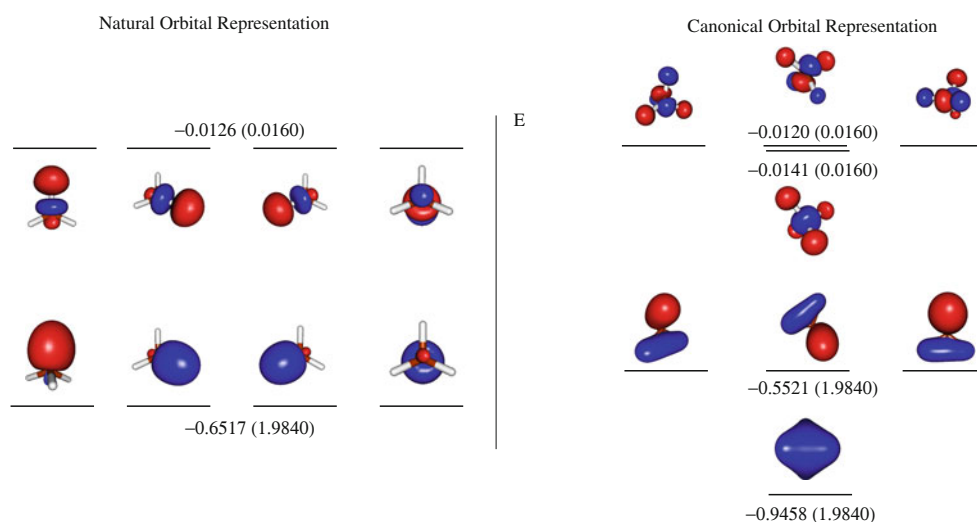 Natural Orbital Representation
Canonical Orbital Representation
E
−0.0126 (0.0160)
−0.0120 (0.0160)
−0.0141 (0.0160)
−0.5521 (1.9840)
−0.6517 (1.9840)
−0.9458 (1.9840)